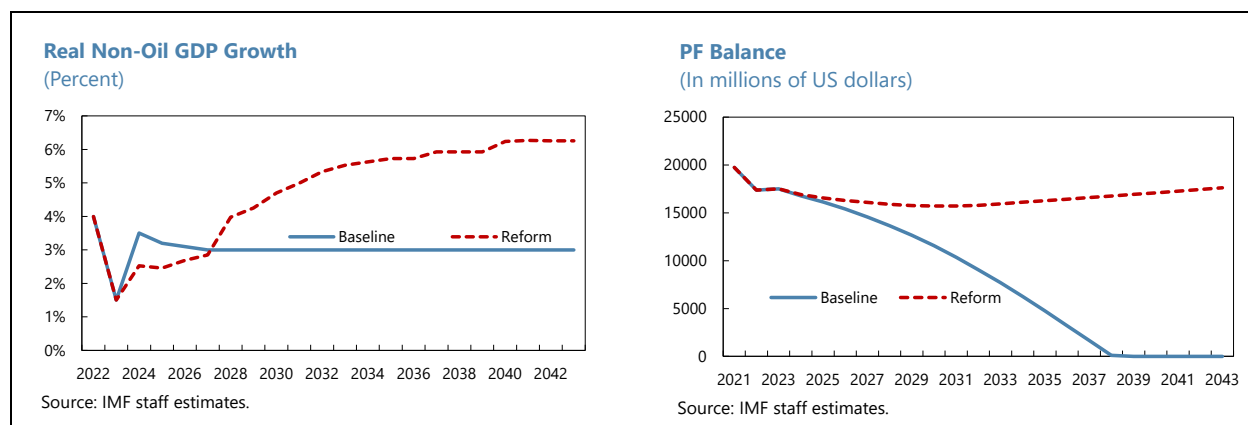 Real Non-Oil GDP Growth
(Percent)
7%
6%
5%
4%
3%
2%
1%
0%
Baseline
Reform
2022 2024 2026 2028 2030 2032 2034 2036 2038 2040 2042
Source: IMF staff estimates.
PF Balance
(In millions of US dollars)
25000
20000
15000
10000
5000
0
Baseline
Reform
2021 2023 2025 2027 2029 2031 2033 2035 2037 2039 2041 2043
Source: IMF staff estimates.